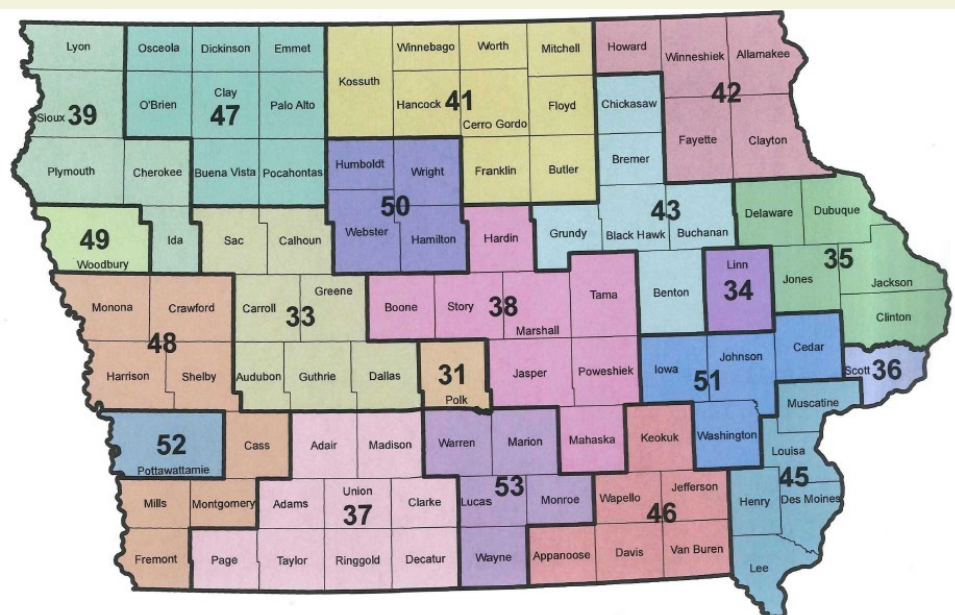 Lyon
Osceola
Dickinson
Emmet
Kossuth
Winnebago
Worth
Mitchell
Howard
Winneshiek
Allamakee
Sioux
39
O'Brien
Clay
47
Palo Alto
Hancock
41
Cerro Gordo
Floyd
Chickasaw
42
Fayette
Clayton
Plymouth
Cherokee
Buena Vista
Pocahontas
Humboldt
Wright
Franklin
Butler
Bremer
50
Webster
Hamilton
49
Woodbury
Ida
Sac
Calhoun
Hardin
Grundy
43
Black Hawk
Buchanan
Delaware
Dubuque
35
Jones
Jackson
Clinton
Monona
Crawford
48
Carroll
Greene
33
Boone
Story
38
Marshall
Tama
Benton
Linn
34
Harrison
Shelby
Audubon
Guthrie
Dallas
31
Polk
Jasper
Poweshiek
Iowa
Johnson
51
Cedar
Scott
36
Muscatine
52
Pottawattamie
Cass
Adair
Madison
Warren
Marion
Mahaska
Keokuk
Washington
Louisa
45
Mills
Montgomery
Adams
Union
37
Clarke
Lucas
53
Monroe
Wapello
46
Jefferson
Henry
Des Moines
Fremont
Page
Taylor
Ringgold
Decatur
Wayne
Appanoose
Davis
Van Buren
Lee